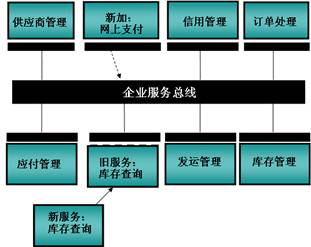 供应商管理
新加：
网上支付
信用管理
订单处理
企业服务总线
应付管理
旧服务：
库存查询
发运管理
库存管理
新服务：
库存查询